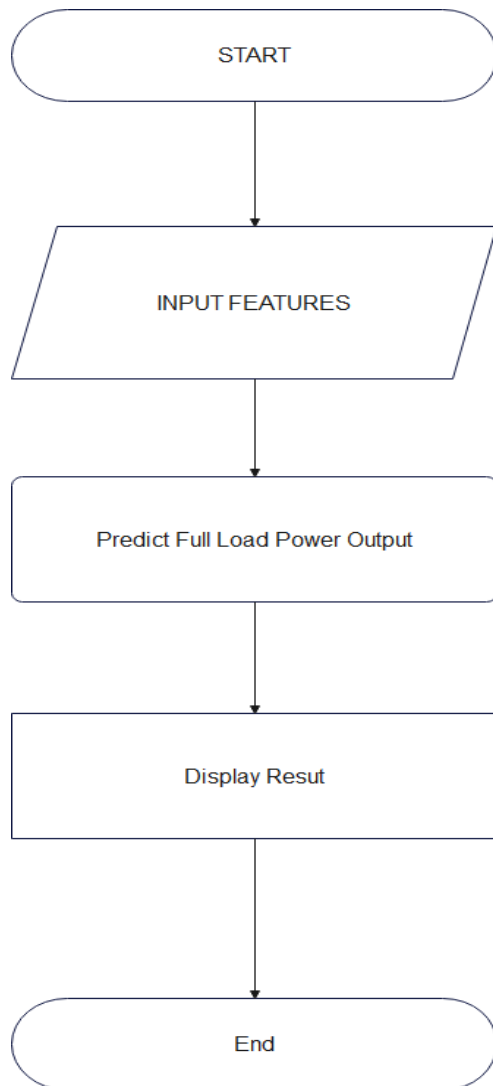 START
INPUT FEATURES
Predict Full Load Power Output
Display Resut
End